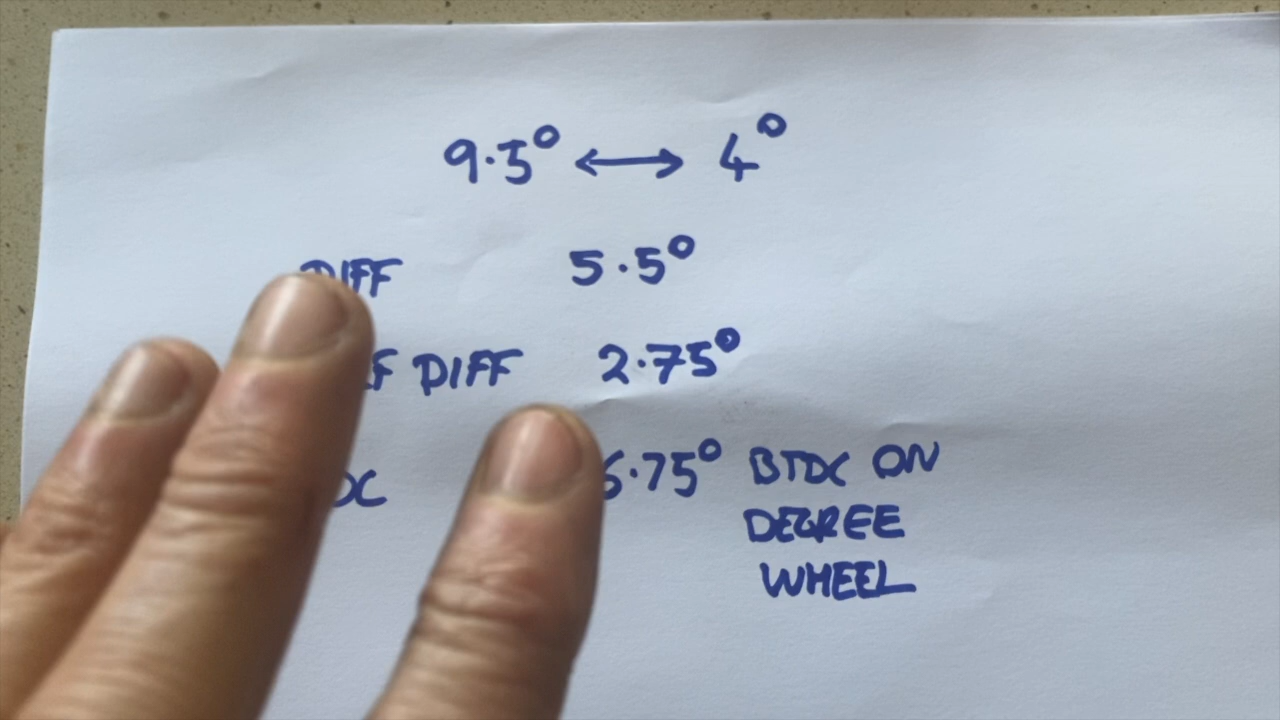 9.5° ↔ 4°
DIFF 5.5°
DIFF 2.75°
6.75° BTDC ON
DEGREE
WHEEL